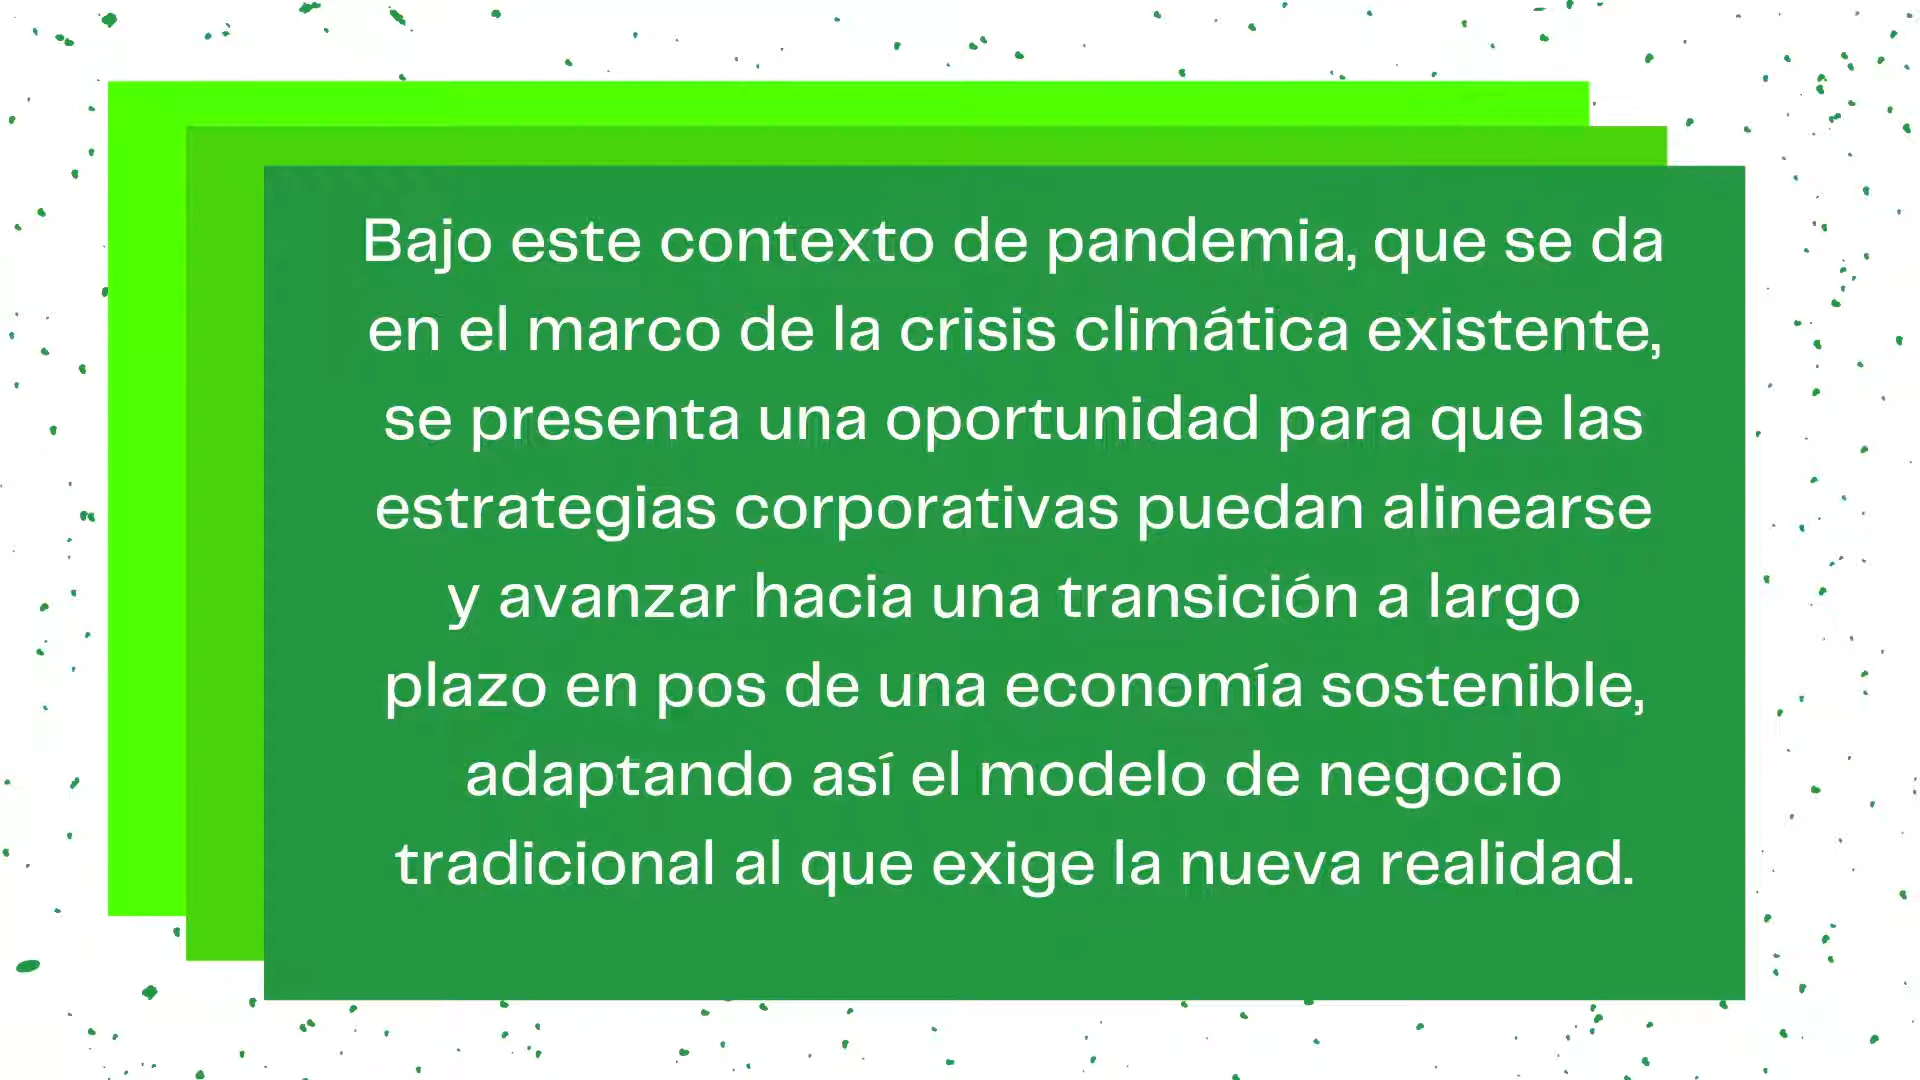 Bajo este contexto de pandemia, que se da
en el marco de la crisis climática existente,
se presenta una oportunidad para que las
estrategias corporativas puedan alinearse
y avanzar hacia una transición a largo
plazo en pos de una economía sostenible,
adaptando así el modelo de negocio
tradicional al que exige la nueva realidad.